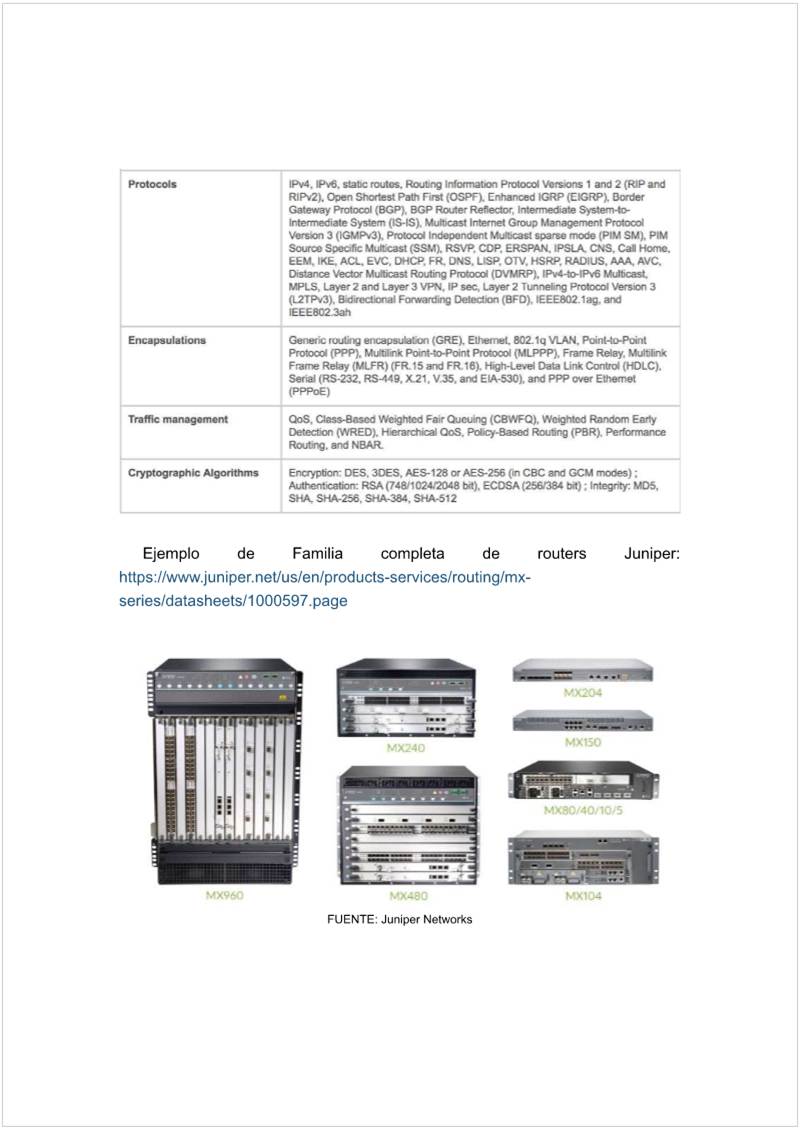 Protocols
IPv4, IPv6, static routes, Routing Information Protocol Versions 1 and 2 (RIP and
RIPv2), Open Shortest Path First (OSPF), Enhanced IGRP (EIGRP), Border
Gateway Protocol (BGP), BGP Router Reflector, Intermediate System-to-
Intermediate System (IS-IS), Multicast Internet Group Management Protocol
Version 3 (IGMPv3), Protocol Independent Multicast sparse mode (PIM SM), PIM
Source Specific Multicast (SSM), RSVP, CDP, ERSPAN, IPSLA, CNS, Call Home,
EEM, IKE, ACL, EVC, DHCP, FR, DNS, LISP, OTV, HSRP, RADIUS, AAA, AVC,
Distance Vector Multicast Routing Protocol (DVMRP), IPv4-to-IPv6 Multicast,
MPLS, Layer 2 and Layer 3 VPN, IP sec, Layer 2 Tunneling Protocol Version 3
(L2TPv3), Bidirectional Forwarding Detection (BFD), IEEE802.1ag, and
IEEE802.3ah
Encapsulations
Generic routing encapsulation (GRE), Ethernet, 802.1q VLAN, Point-to-Point
Protocol (PPP), Multilink Point-to-Point Protocol (MLPPP), Frame Relay, Multilink
Frame Relay (MLFR) (FR.15 and FR.16), High-Level Data Link Control (HDLC),
Serial (RS-232, RS-449, X.21, V.35, and EIA-530), and PPP over Ethernet
(PPPoE)
Traffic management
QoS, Class-Based Weighted Fair Queuing (CBWFQ), Weighted Random Early
Detection (WRED), Hierarchical QoS, Policy-Based Routing (PBR), Performance
Routing, and NBAR.
Cryptographic Algorithms
Encryption: DES, 3DES, AES-128 or AES-256 (in CBC and GCM modes) ;
Authentication: RSA (748/1024/2048 bit), ECDSA (256/384 bit) ; Integrity: MD5,
SHA, SHA-256, SHA-384, SHA-512
Ejemplo de Familia completa de routers Juniper:
https://www.juniper.net/us/en/products-services/routing/mx-
series/datasheets/1000597.page
MX204
MX240
MX150
MX80/40/10/5
MX960
MX480
MX104
FUENTE: Juniper Networks